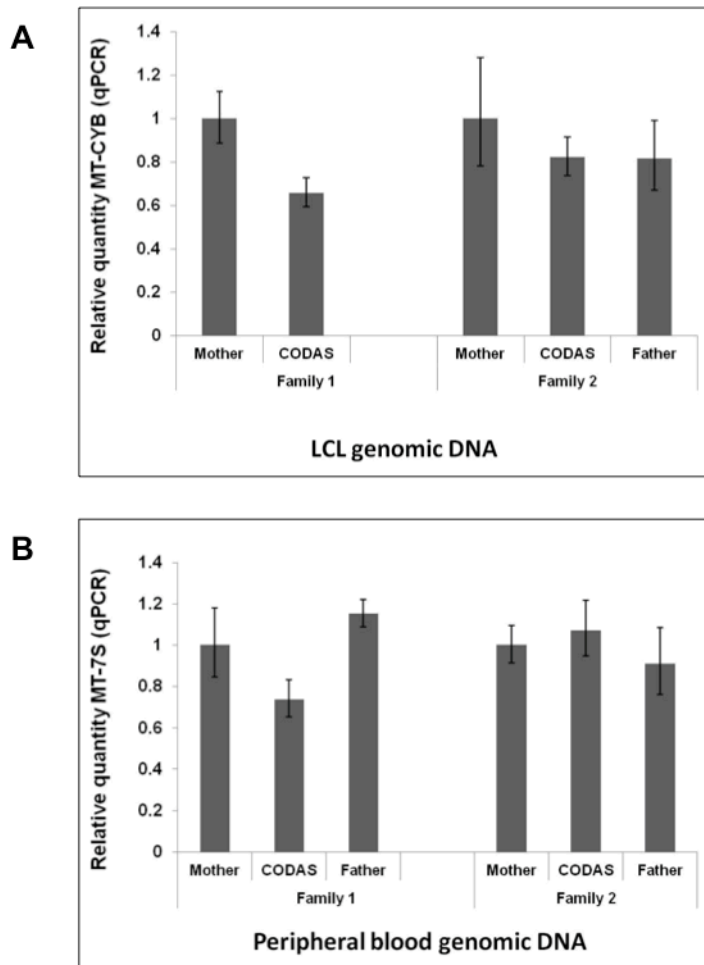 A
Relative quantity MT-CYB (qPCR)
1.4
1.2
1
0.8
0.6
0.4
0.2
0
Mother CODAS Mother CODAS Father
Family 1 Family 2
LCL genomic DNA
B
Relative quantity MT-7S (qPCR)
1.4
1.2
1
0.8
0.6
0.4
0.2
0
Mother CODAS Father Mother CODAS Father
Family 1 Family 2
Peripheral blood genomic DNA